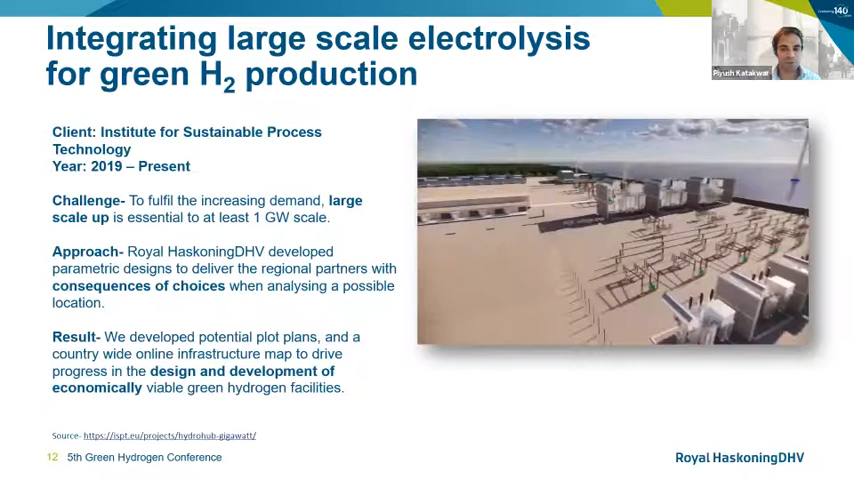 Integrating large scale electrolysis
for green H2 production
140
Piyush Katakwar
Client: Institute for Sustainable Process
Technology
Year: 2019 – Present
Challenge- To fulfil the increasing demand, large
scale up is essential to at least 1 GW scale.
Approach- Royal HaskoningDHV developed
parametric designs to deliver the regional partners with
consequences of choices when analysing a possible
location.
Result- We developed potential plot plans, and a
country wide online infrastructure map to drive
progress in the design and development of
economically viable green hydrogen facilities.
Source- https://ispt.eu/projects/hydrohub-gigawatt/
12 5th Green Hydrogen Conference
Royal HaskoningDHV